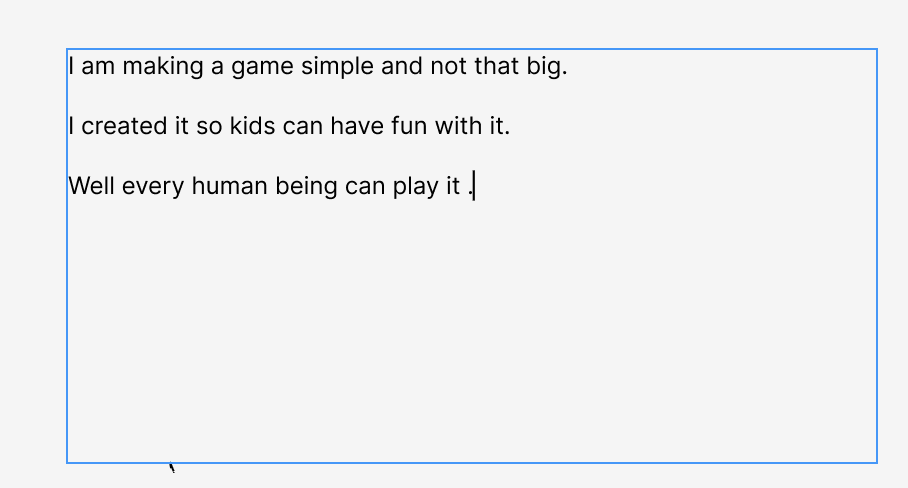 I am making a game simple and not that big.
I created it so kids can have fun with it.
Well every human being can play it .